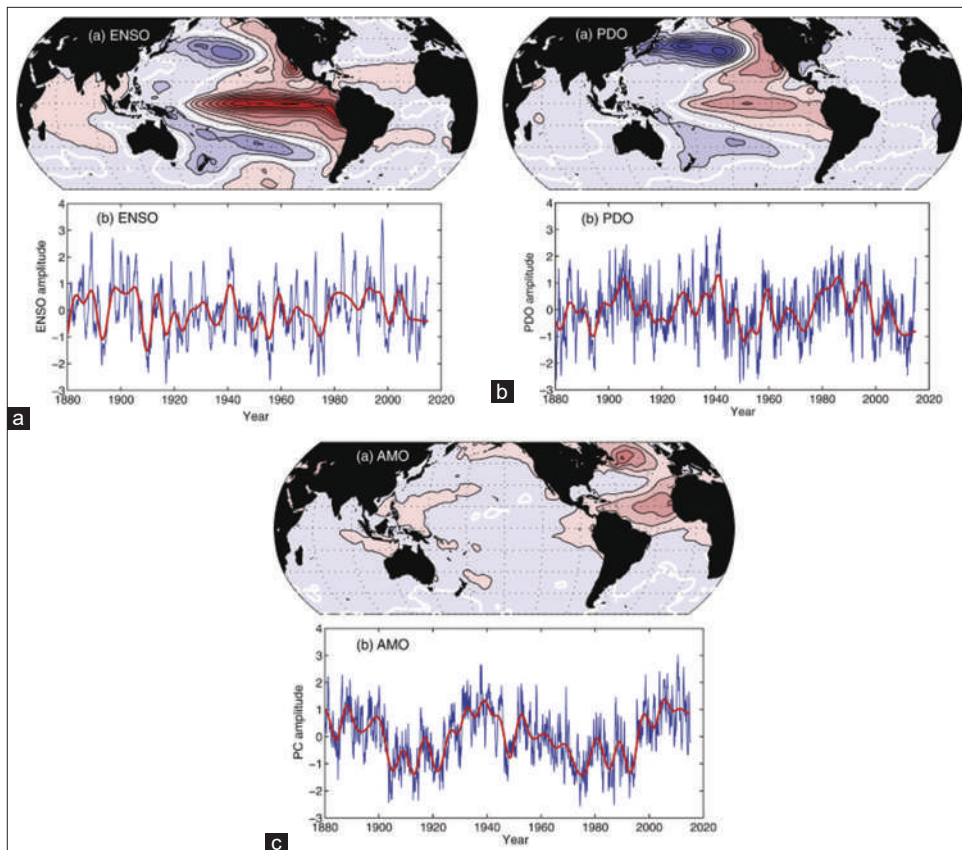 (a) ENSO
(a) PDO
(b) ENSO
ENSO amplitude
4
3
2
1
0
−1
−2
−3
1880 1900 1920 1940 1960 1980 2000 2020
Year
a
(b) PDO
PDO amplitude
4
3
2
1
0
−1
−2
−3
1880 1900 1920 1940 1960 1980 2000 2020
Year
b
(a) AMO
(b) AMO
PC amplitude
4
3
2
1
0
−1
−2
−3
1880 1900 1920 1940 1960 1980 2000 2020
Year
c